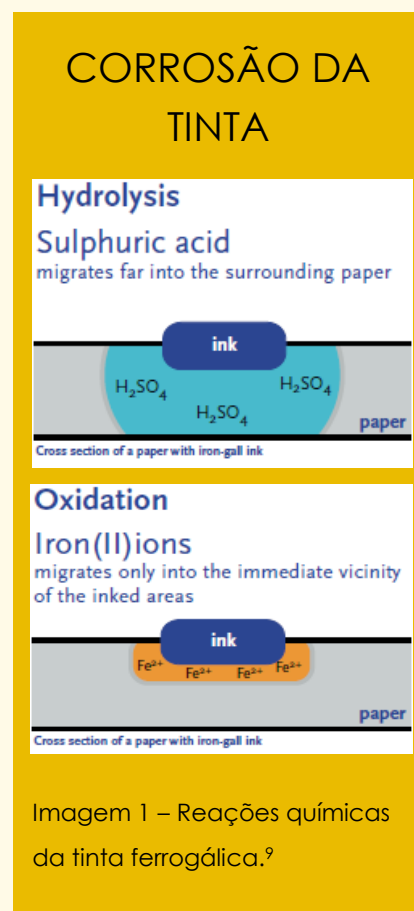 CORROSÃO DA
TINTA
Hydrolysis
Sulphuric acid
migrates far into the surrounding paper
ink
H₂SO₄
H₂SO₄
H₂SO₄
paper
Cross section of a paper with iron-gall ink
Oxidation
Iron(II)ions
migrates only into the immediate vicinity
of the inked areas
ink
Fe²⁺ Fe²⁺ Fe²⁺ Fe²⁺
paper
Cross section of a paper with iron-gall ink
Imagem 1 – Reações químicas
da tinta ferrogálica.⁹